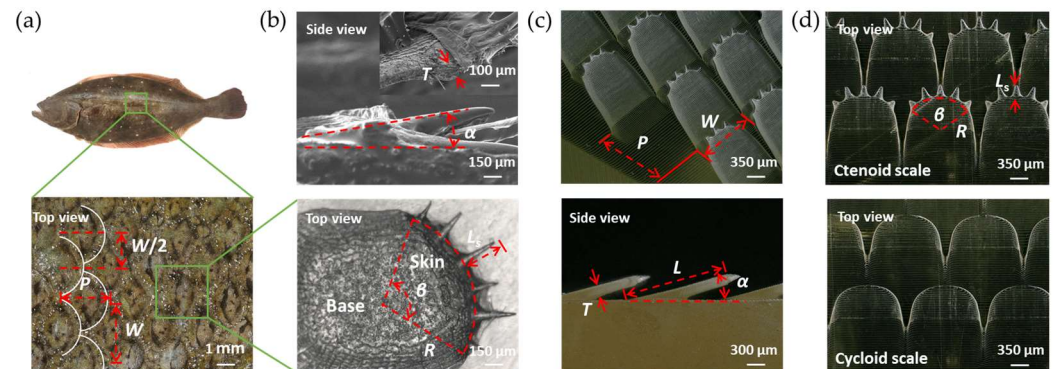 (a)
(b)
(c)
(d)
Side view
T
100 μm
α
150 μm
P
W
350 μm
Top view
Lₛ
β
R
Ctenoid scale
350 μm
Top view
W/2
P
W
1 mm
Top view
Lₛ
Skin
β
Base
R
150 μm
Side view
L
α
T
300 μm
Top view
Cycloid scale
350 μm